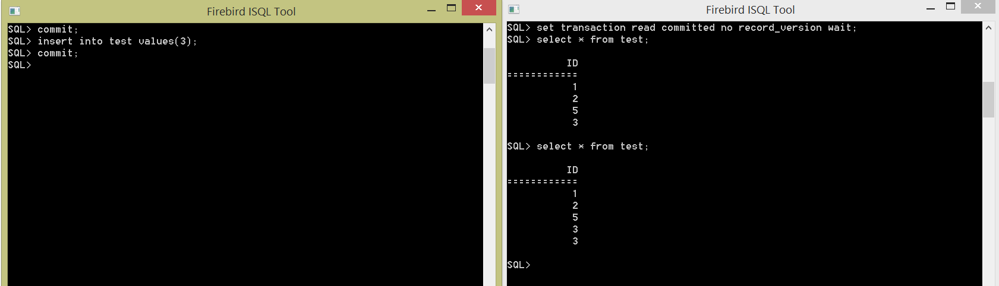 Firebird ISQL Tool
SQL> commit;
SQL> insert into test values(3);
SQL> commit;
SQL>
Firebird ISQL Tool
SQL> set transaction read committed no record_version wait;
SQL> select * from test;
ID
============
1
2
5
3
SQL> select * from test;
ID
============
1
2
5
3
3
SQL>